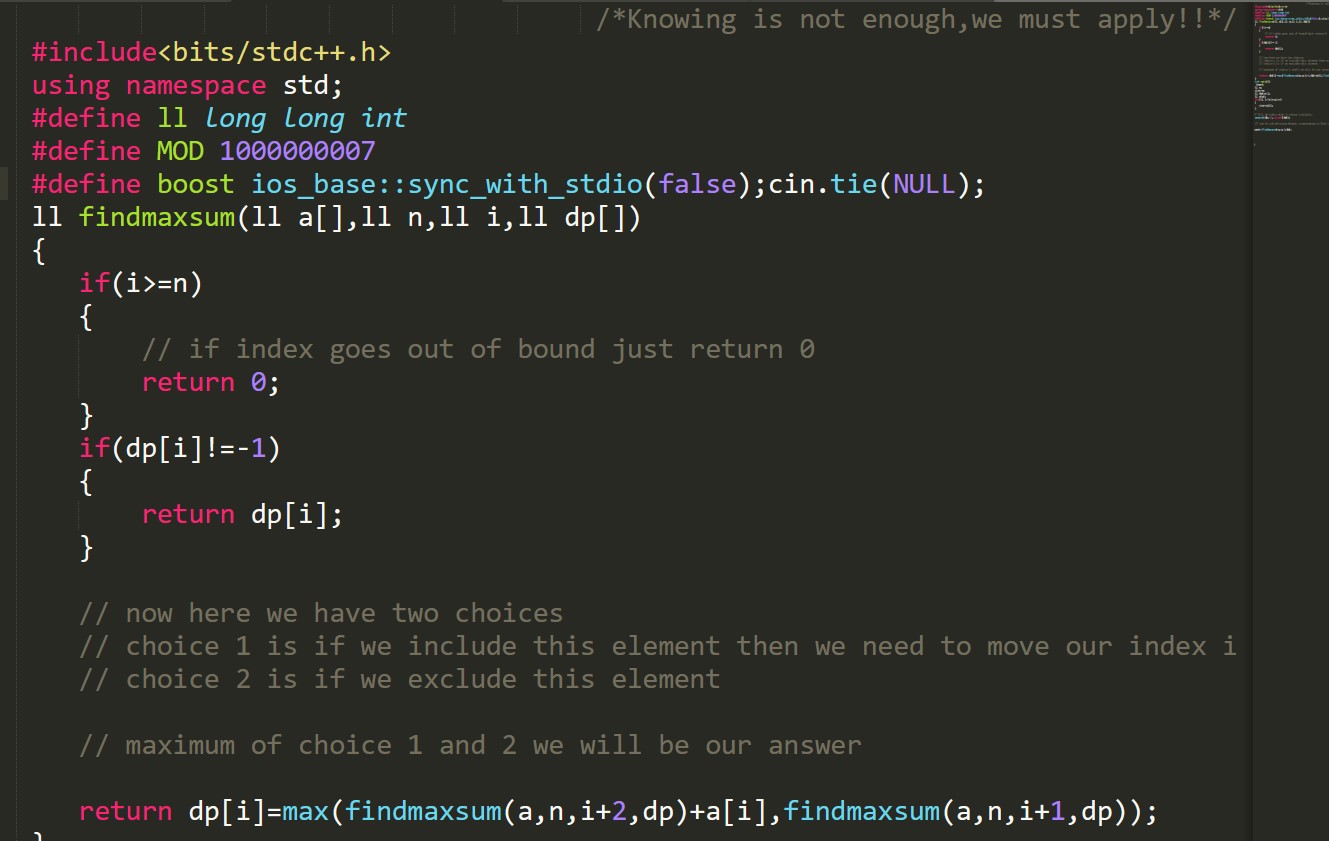 /*Knowing is not enough,we must apply!!*/
#include<bits/stdc++.h>
using namespace std;
#define ll long long int
#define MOD 1000000007
#define boost ios_base::sync_with_stdio(false);cin.tie(NULL);
ll findmaxsum(ll a[],ll n,ll i,ll dp[])
{
if(i>=n)
{
// if index goes out of bound just return 0
return 0;
}
if(dp[i]!=-1)
{
return dp[i];
}
// now here we have two choices
// choice 1 is if we include this element then we need to move our index i
// choice 2 is if we exclude this element
// maximum of choice 1 and 2 we will be our answer
return dp[i]=max(findmaxsum(a,n,i+2,dp)+a[i],findmaxsum(a,n,i+1,dp));